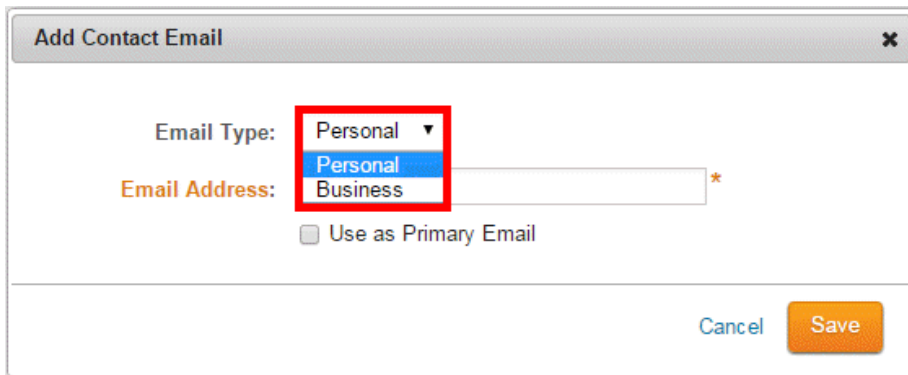 Add Contact Email
Email Type: Personal
Personal
Email Address: *
Business
Use as Primary Email
Cancel Save